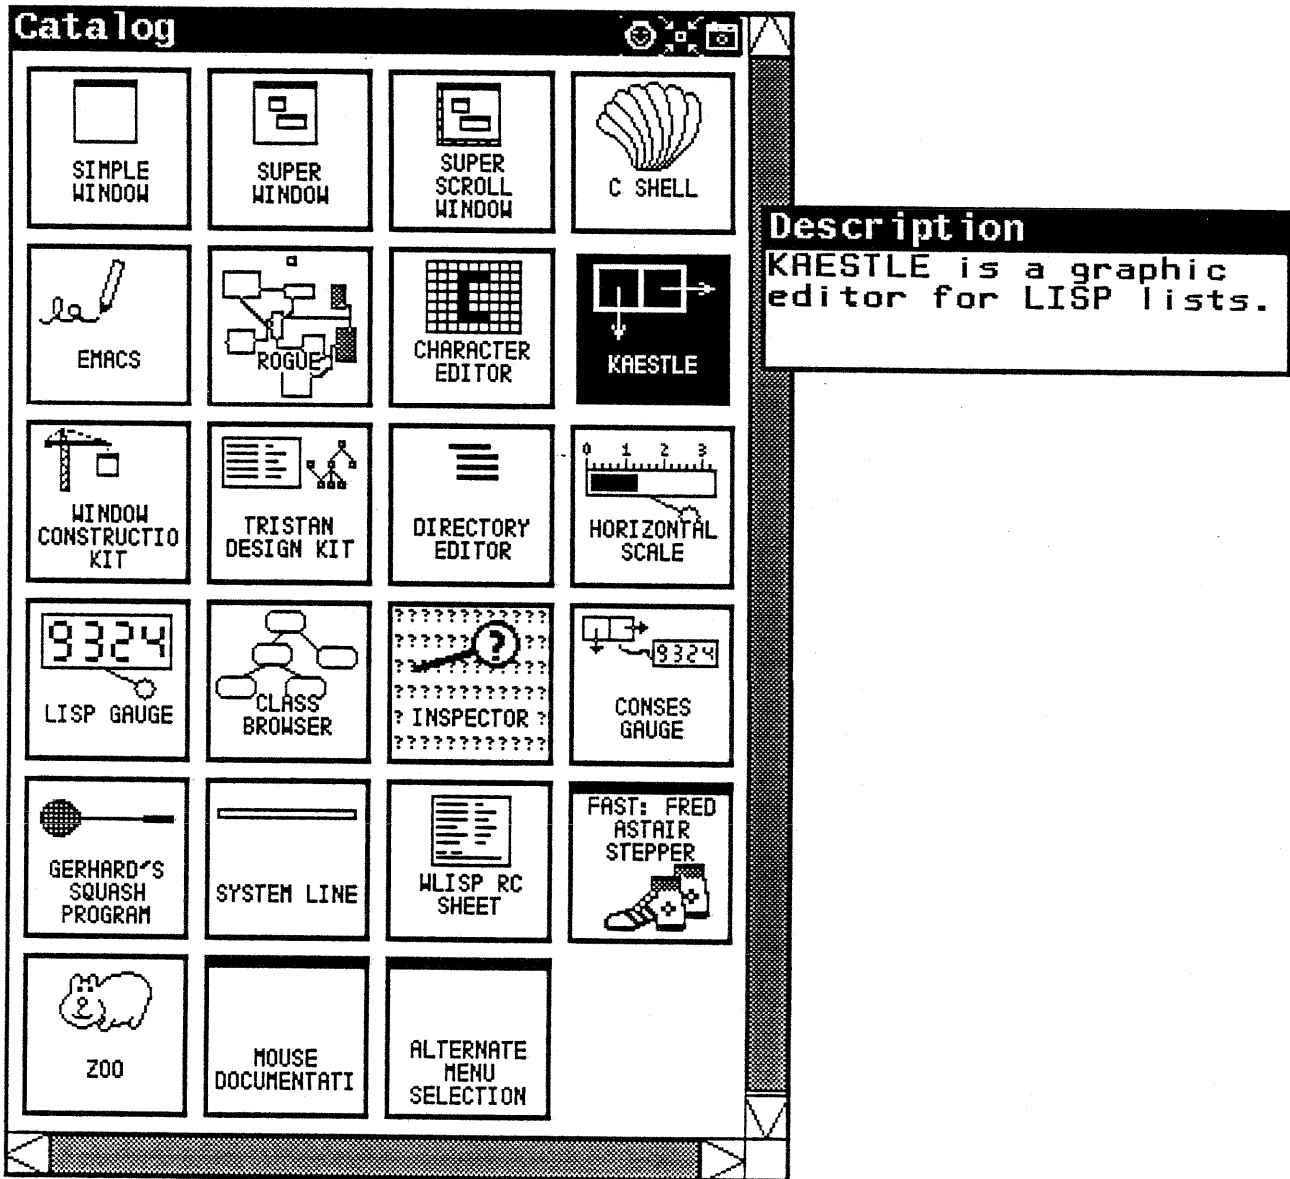 Catalog
SIMPLE
WINDOW
SUPER
WINDOW
SUPER
SCROLL
WINDOW
C SHELL
Description
KAESTLE is a graphic
editor for LISP lists.
EMACS
ROGUE
CHARACTER
EDITOR
KAESTLE
WINDOW
CONSTRUCTIO
KIT
TRISTAN
DESIGN KIT
DIRECTORY
EDITOR
0 1 2 3
HORIZONTAL
SCALE
9324
LISP GAUGE
CLASS
BROWSER
????????????
????????????
?
????????????
????????????
? INSPECTOR ?
????????????
9324
CONSES
GAUGE
GERHARD'S
SQUASH
PROGRAM
SYSTEM LINE
WLISP RC
SHEET
FAST: FRED
ASTAIR
STEPPER
ZOO
MOUSE
DOCUMENTATI
ALTERNATE
MENU
SELECTION